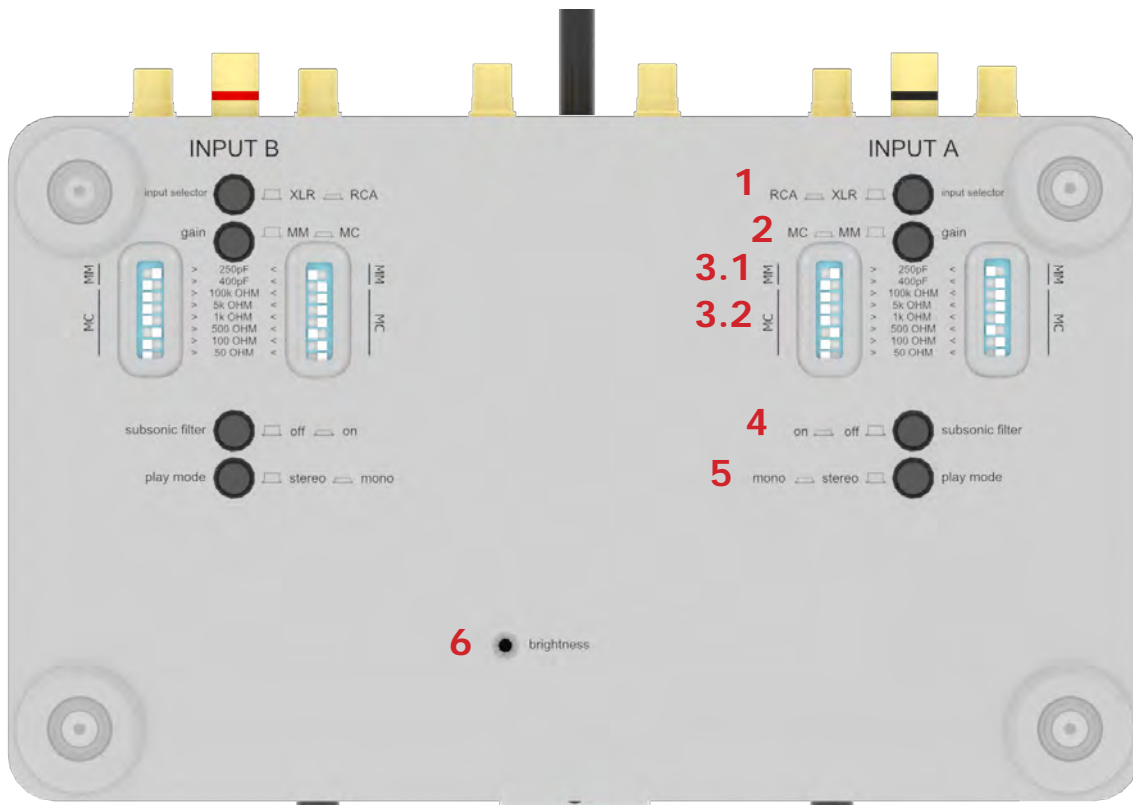 INPUT B
INPUT A
input selector XLR RCA
1 RCA XLR input selector
gain MM MC
2 MC MM gain
MM > 250pF < MM
3.1 MM > 250pF < MM
> 400pF <
> 400pF <
MC > 100k OHM < MC
3.2 MC > 100k OHM < MC
> 5k OHM <
> 5k OHM <
> 1k OHM <
> 1k OHM <
> 500 OHM <
> 500 OHM <
> 100 OHM <
> 100 OHM <
> 50 OHM <
> 50 OHM <
subsonic filter off on
4 on off subsonic filter
play mode stereo mono
5 mono stereo play mode
6 brightness